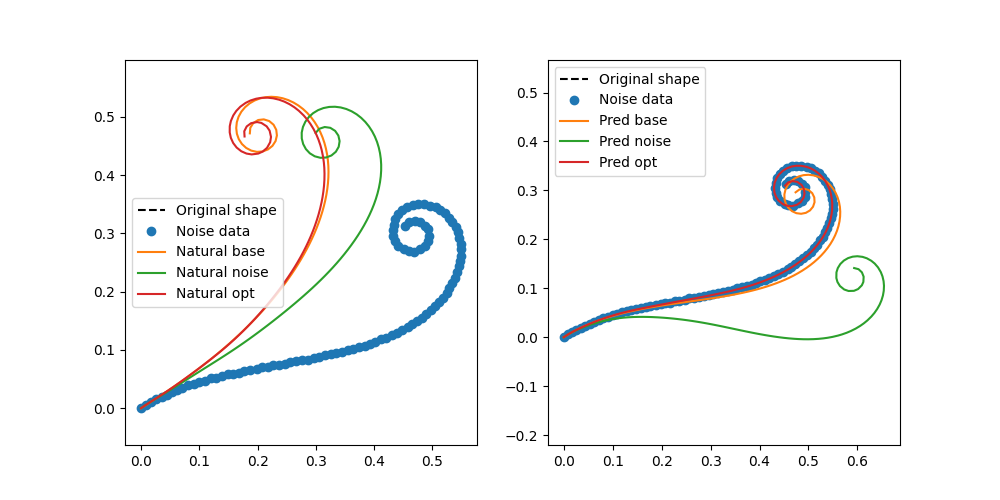 0.5
0.4
0.3
0.2
0.1
0.0
0.0
0.1
0.2
0.3
0.4
0.5
Original shape
Noise data
Natural base
Natural noise
Natural opt
0.5
0.4
0.3
0.2
0.1
0.0
−0.1
−0.2
0.0
0.1
0.2
0.3
0.4
0.5
0.6
Original shape
Noise data
Pred base
Pred noise
Pred opt